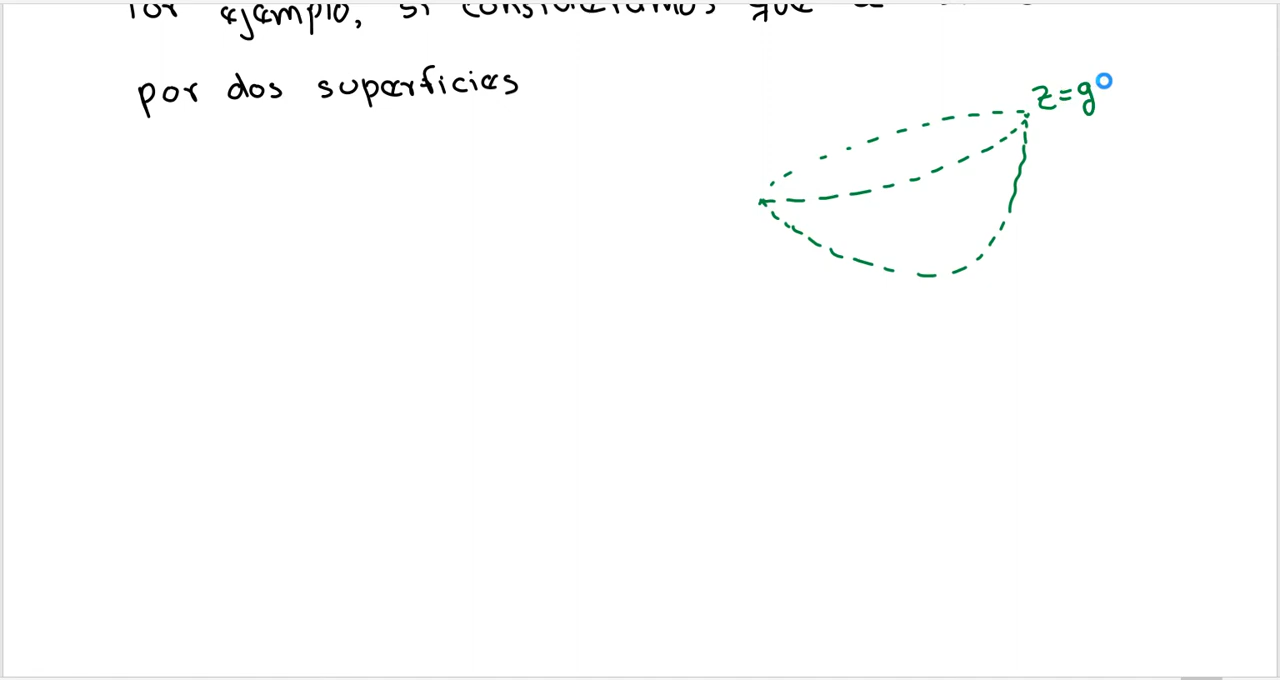 Por ejemplo, si consideramos que
por dos superficies
z=g